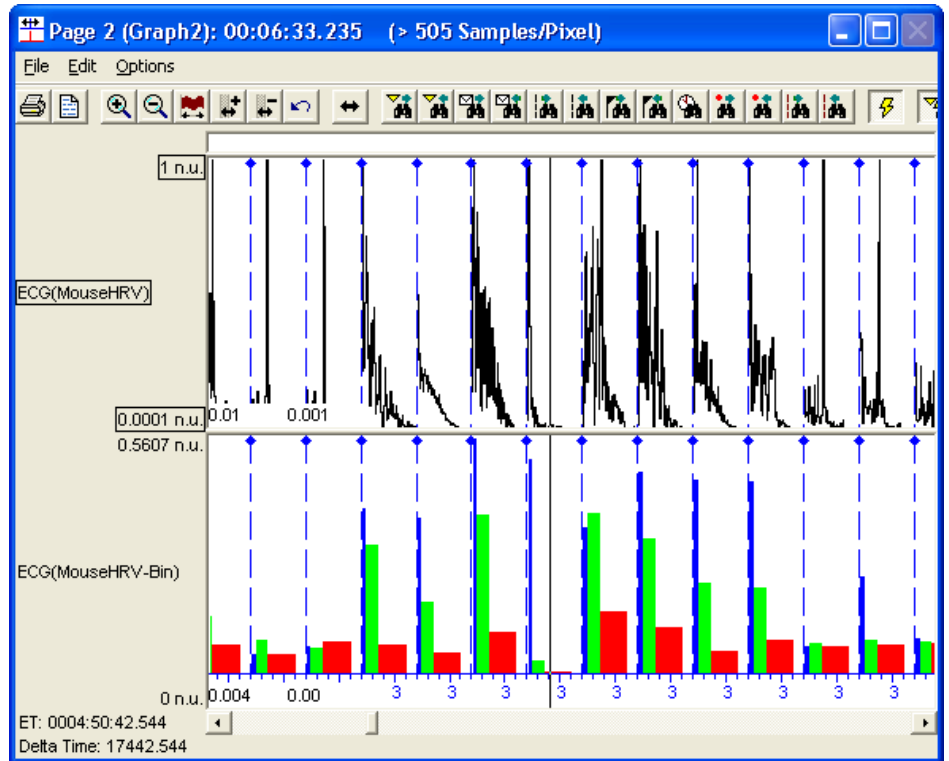 Page 2 (Graph2): 00:06:33.235 (> 505 Samples/Pixel)
File Edit Options
1 n.u.
ECG(MouseHRV)
0.0001 n.u.
0.01 0.001
0.5607 n.u.
ECG(MouseHRV-Bin)
0 n.u.
0.004 0.00 3 3 3 3 3 3 3 3 3 3
ET: 0004:50:42.544
Delta Time: 17442.544